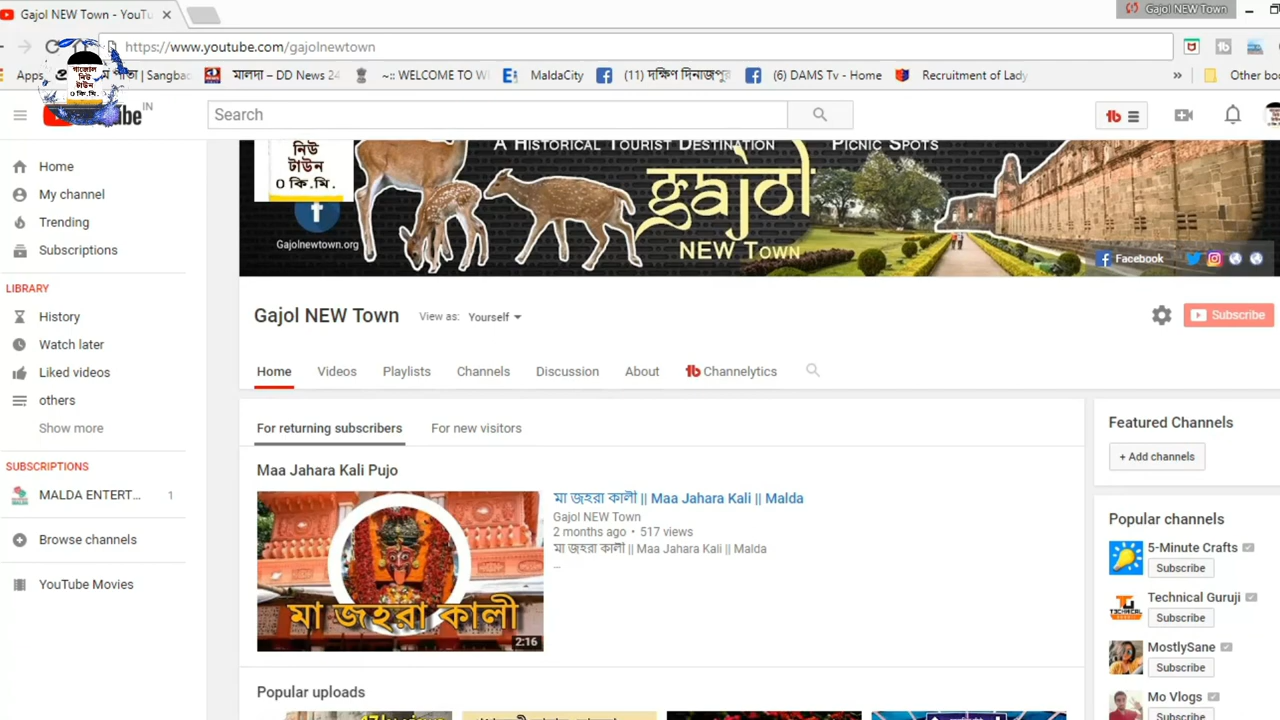 Gajol NEW Town - YouTu
Gajol NEW Town
https://www.youtube.com/gajolnewtown
Apps
| Sangba
মালদা – DD News 24
~:: WELCOME TO W
MaldaCity
(11) দক্ষিণ দিনাজপুর
(6) DAMS Tv - Home
Recruitment of Lady
»
Other boo
গাজোল
নিউ
টাউন
0 কি.মি.
IN
Search
নিউ
টাউন
0 কি.মি.
A HISTORICAL TOURIST DESTINATION
PICNIC SPOTS
gajol
NEW TOWN
Gajolnewtown.org
Facebook
Home
My channel
Trending
Subscriptions
LIBRARY
History
Watch later
Liked videos
others
Show more
SUBSCRIPTIONS
MALDA ENTERT... 1
Browse channels
YouTube Movies
Gajol NEW Town
View as: Yourself
Subscribe
Home Videos Playlists Channels Discussion About Channelytics
For returning subscribers For new visitors
Maa Jahara Kali Pujo
মা জহরা কালী
2:16
মা জহরা কালী || Maa Jahara Kali || Malda
Gajol NEW Town
2 months ago • 517 views
মা জহরা কালী || Maa Jahara Kali || Malda
Popular uploads
Featured Channels
+ Add channels
Popular channels
5-Minute Crafts
Subscribe
Technical Guruji
Subscribe
MostlySane
Subscribe
Mo Vlogs
Subscribe